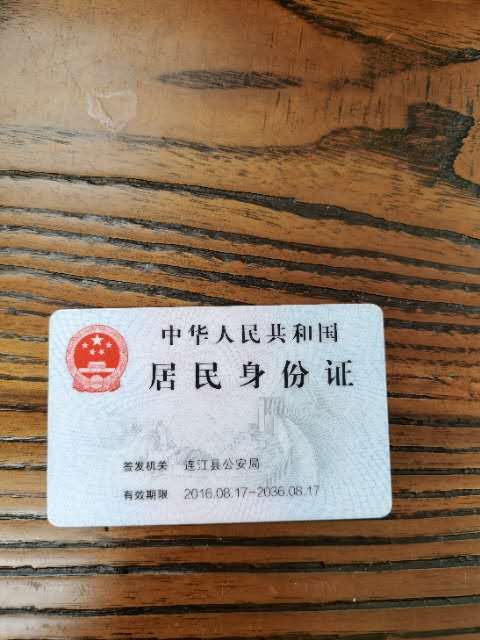 中华人民共和国
居民身份证
签发机关 连江县公安局
有效期限 2016.08.17-2036.08.17